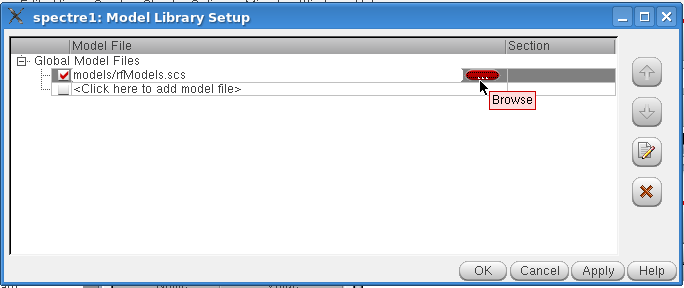 spectre1: Model Library Setup
Model File
Section
Global Model Files
models/rfModels.scs
...
Browse
<Click here to add model file>
OK
Cancel
Apply
Help